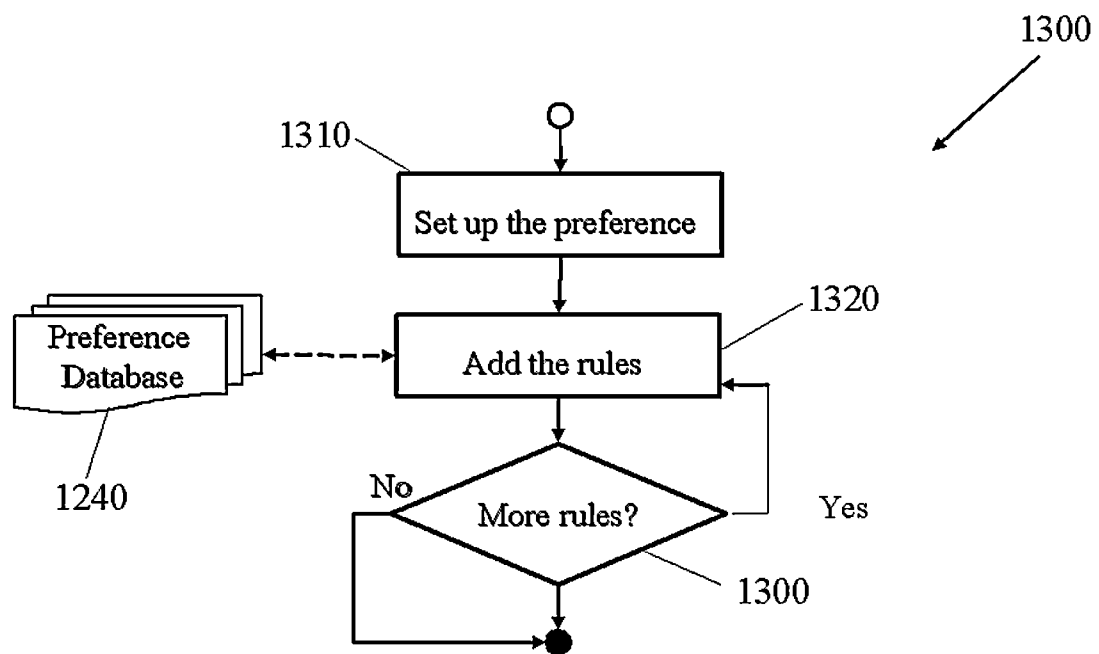 1300
1310
Set up the preference
1320
Preference
Database
Add the rules
1240
No
More rules?
Yes
1300